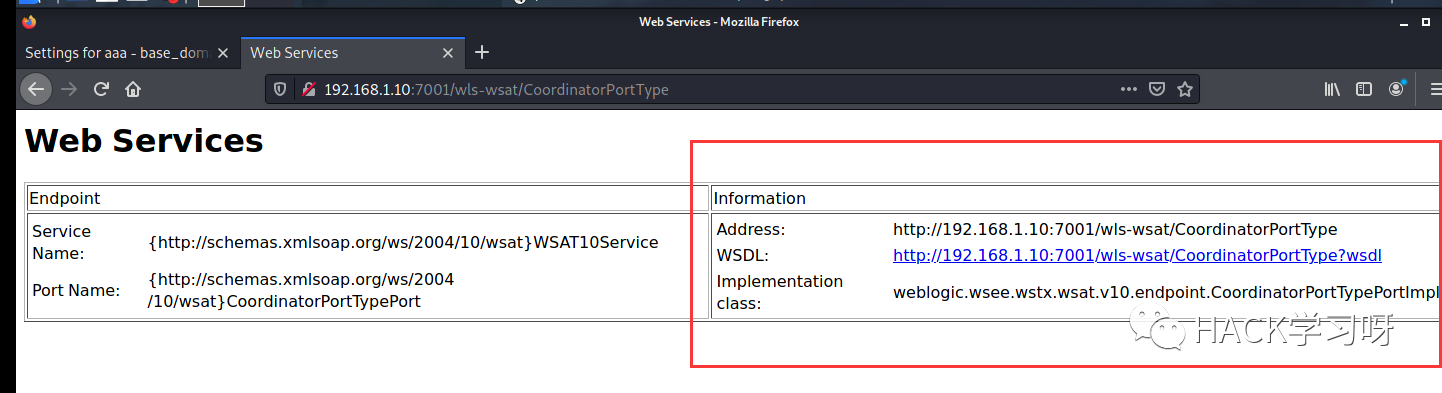 Web Services - Mozilla Firefox
Settings for aaa - base_dom
Web Services
192.168.1.10:7001/wls-wsat/CoordinatorPortType
Web Services
Endpoint
Information
Service
Name:
{http://schemas.xmlsoap.org/ws/2004/10/wsat}WSAT10Service
Port Name:
{http://schemas.xmlsoap.org/ws/2004
/10/wsat}CoordinatorPortTypePort
Address:
http://192.168.1.10:7001/wls-wsat/CoordinatorPortType
WSDL:
http://192.168.1.10:7001/wls-wsat/CoordinatorPortType?wsdl
Implementation
class:
weblogic.wsee.wstx.wsat.v10.endpoint.CoordinatorPortTypePortImpl
HACK学习呀